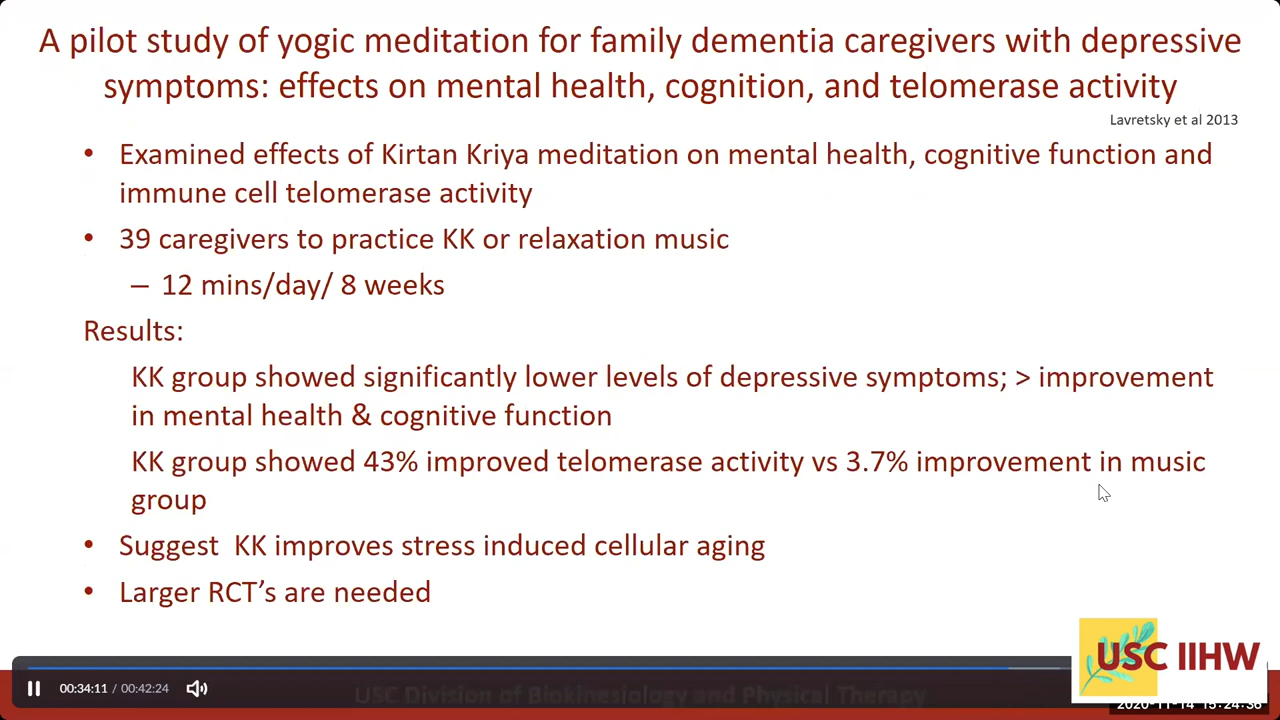 A pilot study of yogic meditation for family dementia caregivers with depressive
symptoms: effects on mental health, cognition, and telomerase activity
Lavretsky et al 2013
• Examined effects of Kirtan Kriya meditation on mental health, cognitive function and
immune cell telomerase activity
• 39 caregivers to practice KK or relaxation music
– 12 mins/day/ 8 weeks
Results:
KK group showed significantly lower levels of depressive symptoms; > improvement
in mental health & cognitive function
KK group showed 43% improved telomerase activity vs 3.7% improvement in music
group
• Suggest KK improves stress induced cellular aging
• Larger RCT's are needed
USC IIHW
00:34:11 / 00:42:24
USC Division of Biokinesiology and Physical Therapy
2020-11-14 15:24:36